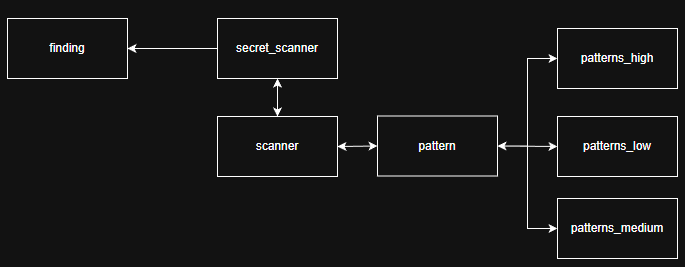 finding
secret_scanner
patterns_high
scanner
pattern
patterns_low
patterns_medium